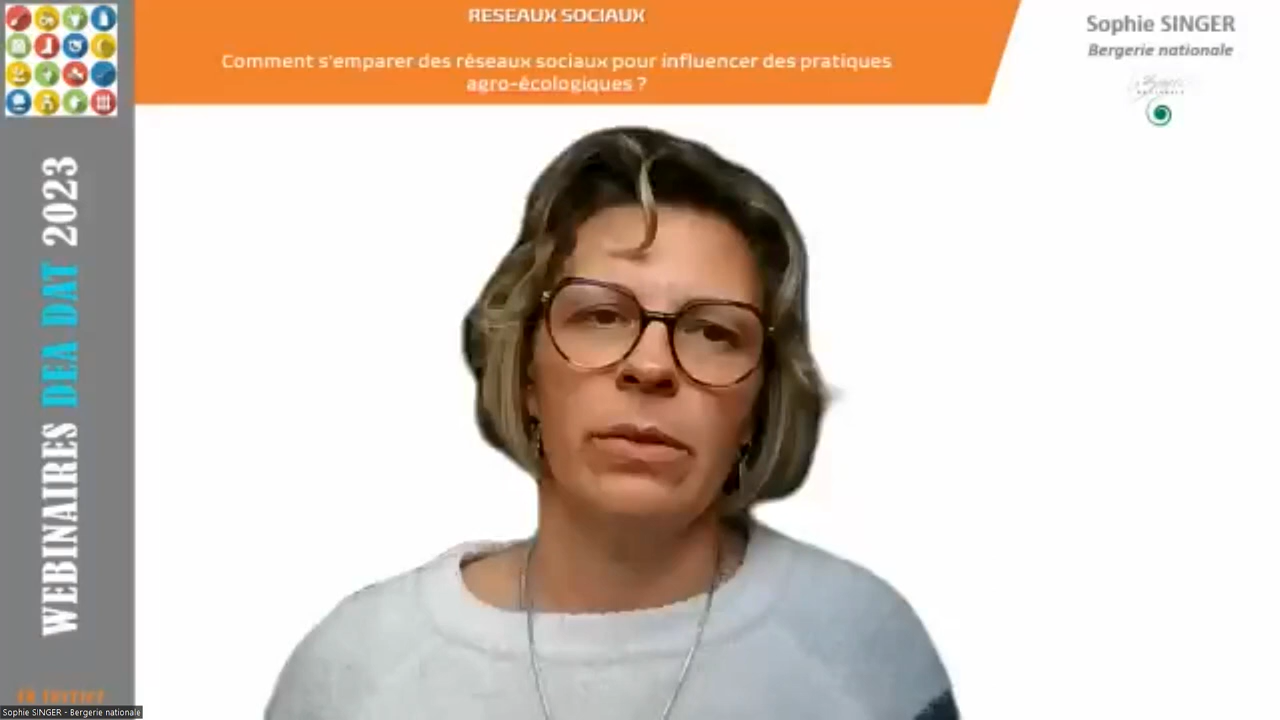 RESEAUX SOCIAUX
Comment s'emparer des réseaux sociaux pour influencer des pratiques
agro-écologiques ?
Sophie SINGER
Bergerie nationale
WEBINAIRES DEA DAT 2023
Sophie SINGER - Bergerie nationale